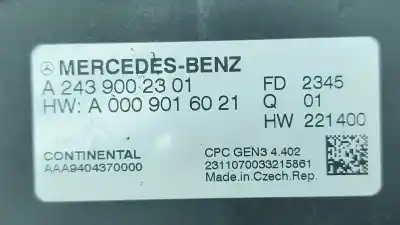 MERCEDES-BENZ
A 243 900 23 01 FD 2345
HW: A 000 901 60 21 Q 01
HW 221400
CONTINENTAL CPC GEN3 4.402
AAA9404370000 2311070033215861
Made.in.Czech.Rep.